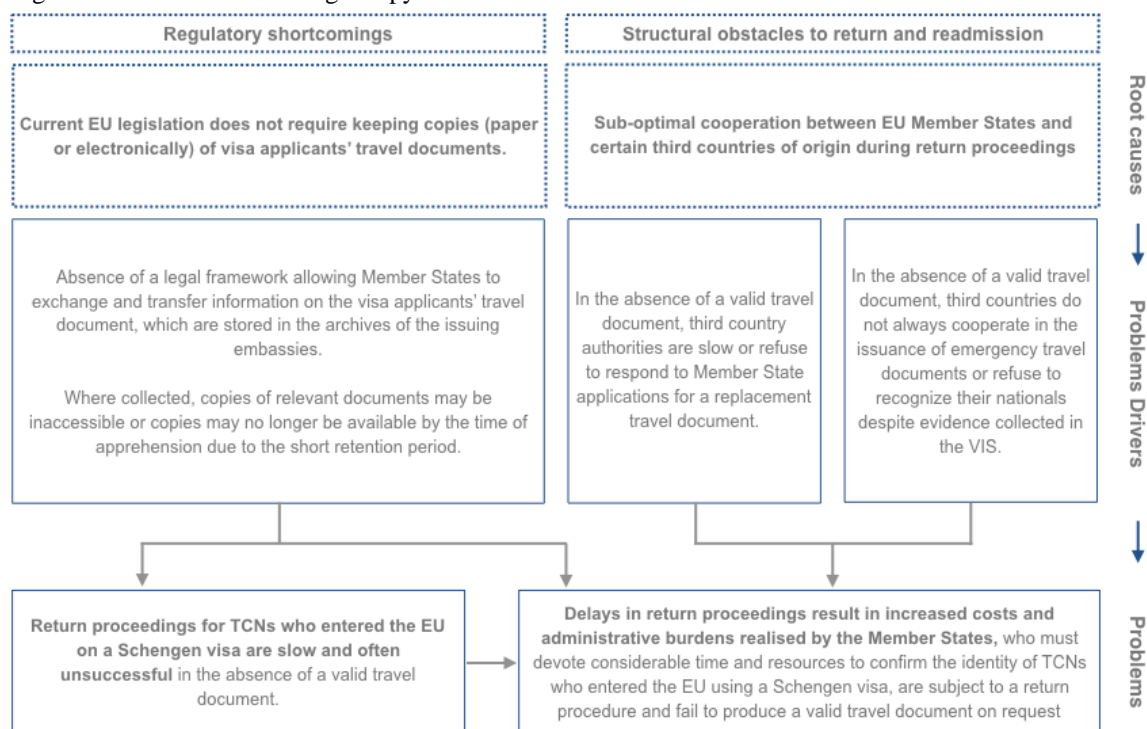 Regulatory shortcomings
Structural obstacles to return and readmission
Current EU legislation does not require keeping copies (paper
or electronically) of visa applicants' travel documents.
Sub-optimal cooperation between EU Member States and
certain third countries of origin during return proceedings
Root causes
Absence of a legal framework allowing Member States to
exchange and transfer information on the visa applicants' travel
document, which are stored in the archives of the issuing
embassies.
Where collected, copies of relevant documents may be
inaccessible or copies may no longer be available by the time of
apprehension due to the short retention period.
In the absence of a valid travel
document, third country
authorities are slow or refuse
to respond to Member State
applications for a replacement
travel document.
In the absence of a valid travel
document, third countries do
not always cooperate in the
issuance of emergency travel
documents or refuse to
recognize their nationals
despite evidence collected in
the VIS.
Problems Drivers
Return proceedings for TCNs who entered the EU
on a Schengen visa are slow and often
unsuccessful in the absence of a valid travel
document.
Delays in return proceedings result in increased costs and
administrative burdens realised by the Member States, who must
devote considerable time and resources to confirm the identity of TCNs
who entered the EU using a Schengen visa, are subject to a return
procedure and fail to produce a valid travel document on request
Problems